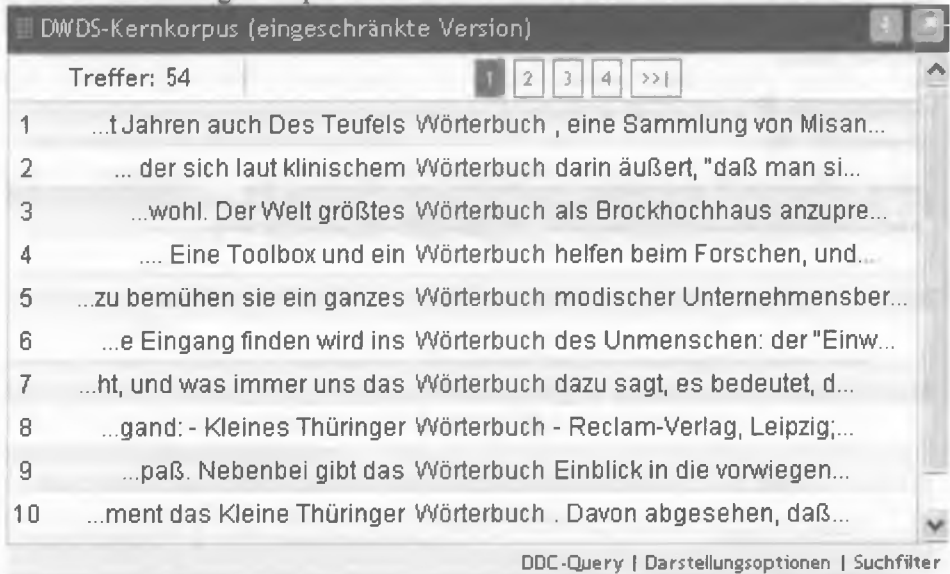 DWDS-Kernkorpus (eingeschränkte Version)
Treffer: 54 1 2 3 4 >>|
1 ...t Jahren auch Des Teufels Wörterbuch , eine Sammlung von Misan...
2 ... der sich laut klinischem Wörterbuch darin äußert, "daß man si...
3 ...wohl. Der Welt größtes Wörterbuch als Brockhochhaus anzupre...
4 .... Eine Toolbox und ein Wörterbuch helfen beim Forschen, und...
5 ...zu bemühen sie ein ganzes Wörterbuch modischer Unternehmensber...
6 ...e Eingang finden wird ins Wörterbuch des Unmenschen: der "Einw...
7 ...ht, und was immer uns das Wörterbuch dazu sagt, es bedeutet, d...
8 ...gand: - Kleines Thüringer Wörterbuch - Reclam-Verlag, Leipzig;...
9 ...paß. Nebenbei gibt das Wörterbuch Einblick in die vorwiegen...
10 ...ment das Kleine Thüringer Wörterbuch . Davon abgesehen, daß...
DDC-Query | Darstellungsoptionen | Suchfilter